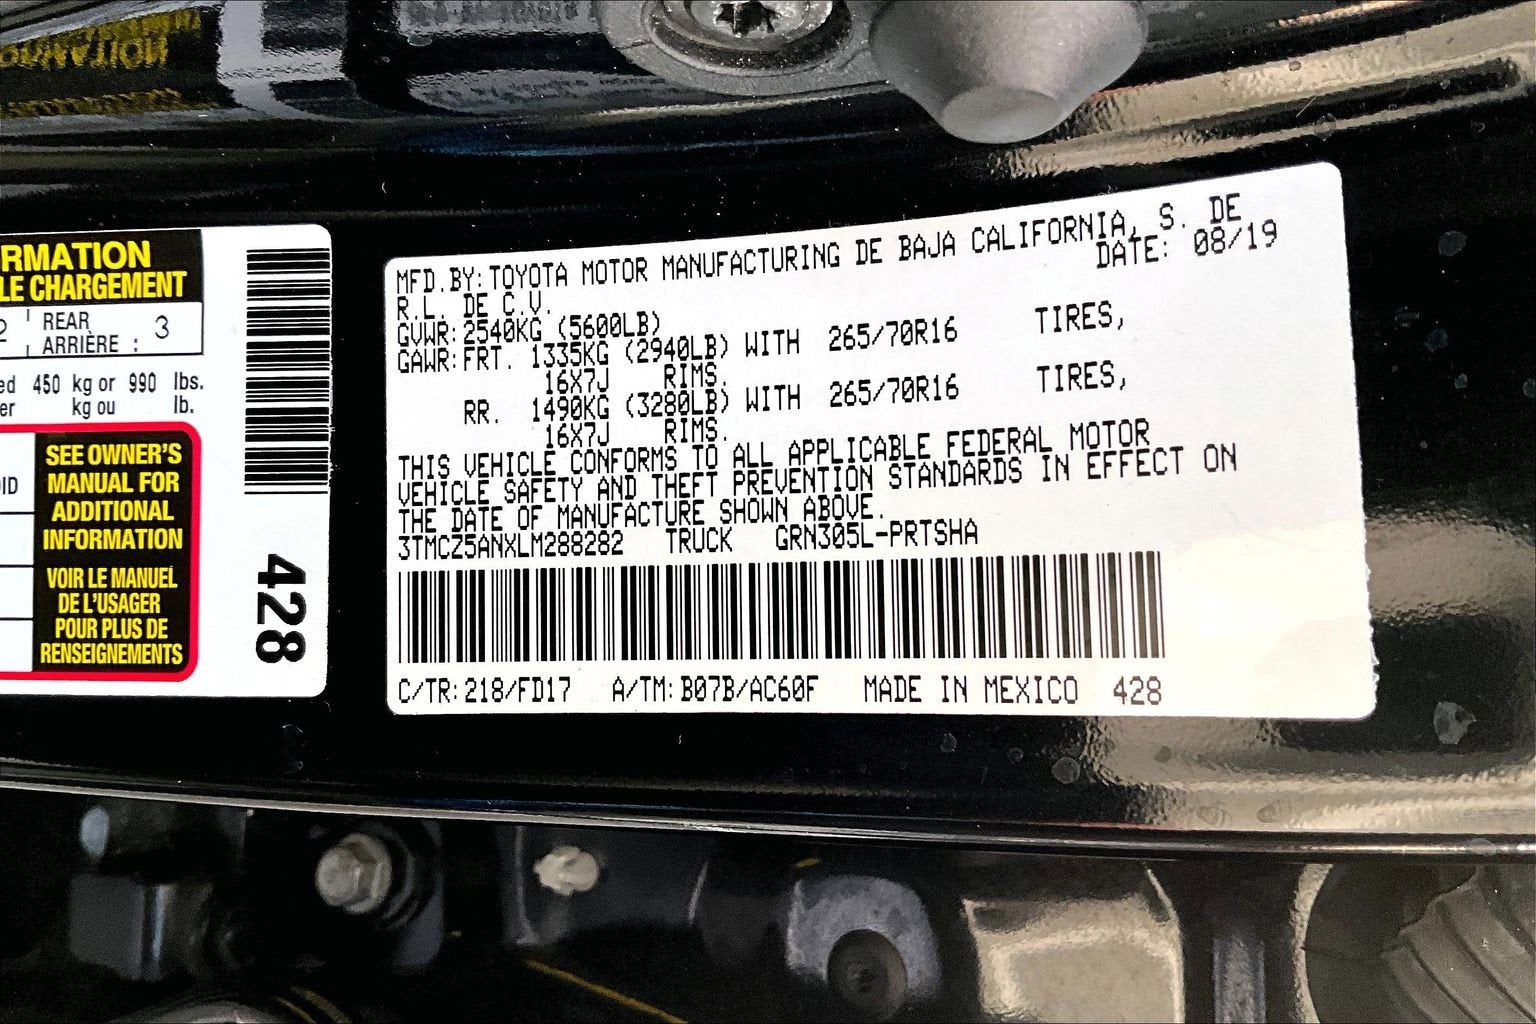 RMATION
LE CHARGEMENT
2 REAR ARRIÈRE : 3
ed 450 kg or 990 lbs.
er kg ou lb.
OID
SEE OWNER'S
MANUAL FOR
ADDITIONAL
INFORMATION
VOIR LE MANUEL
DE L'USAGER
POUR PLUS DE
RENSEIGNEMENTS
428
MFD.BY:TOYOTA MOTOR MANUFACTURING DE BAJA CALIFORNIA, S. DE
R.L. DE C.V. DATE: 08/19
GVWR:2540KG (5600LB)
GAWR:FRT. 1335KG (2940LB) WITH 265/70R16 TIRES,
16X7J RIMS.
RR. 1490KG (3280LB) WITH 265/70R16 TIRES,
16X7J RIMS.
THIS VEHICLE CONFORMS TO ALL APPLICABLE FEDERAL MOTOR
VEHICLE SAFETY AND THEFT PREVENTION STANDARDS IN EFFECT ON
THE DATE OF MANUFACTURE SHOWN ABOVE.
3TMCZ5ANXLM288282 TRUCK GRN305L-PRTSHA
C/TR:218/FD17 A/TM:B07B/AC60F MADE IN MEXICO 428